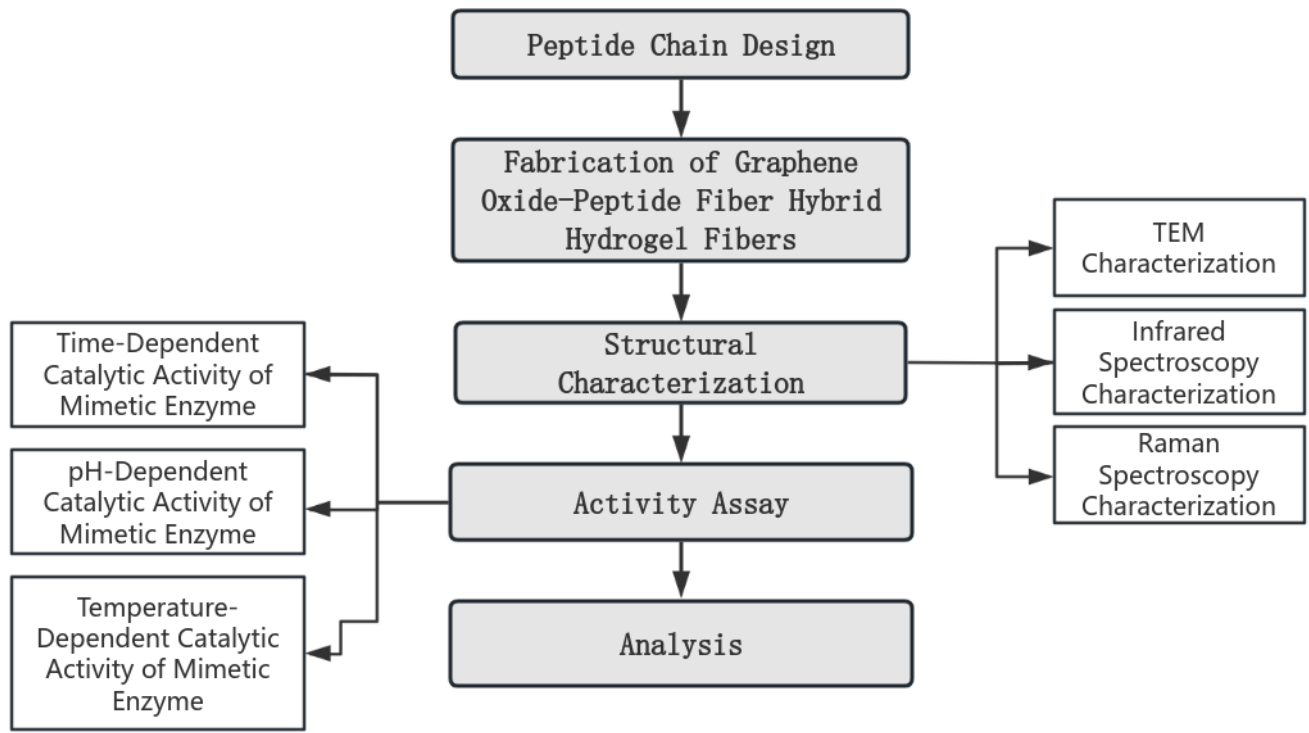 Peptide Chain Design
Fabrication of Graphene
Oxide-Peptide Fiber Hybrid
Hydrogel Fibers
Structural
Characterization
TEM
Characterization
Infrared
Spectroscopy
Characterization
Raman
Spectroscopy
Characterization
Activity Assay
Time-Dependent
Catalytic Activity of
Mimetic Enzyme
pH-Dependent
Catalytic Activity of
Mimetic Enzyme
Temperature-
Dependent Catalytic
Activity of Mimetic
Enzyme
Analysis